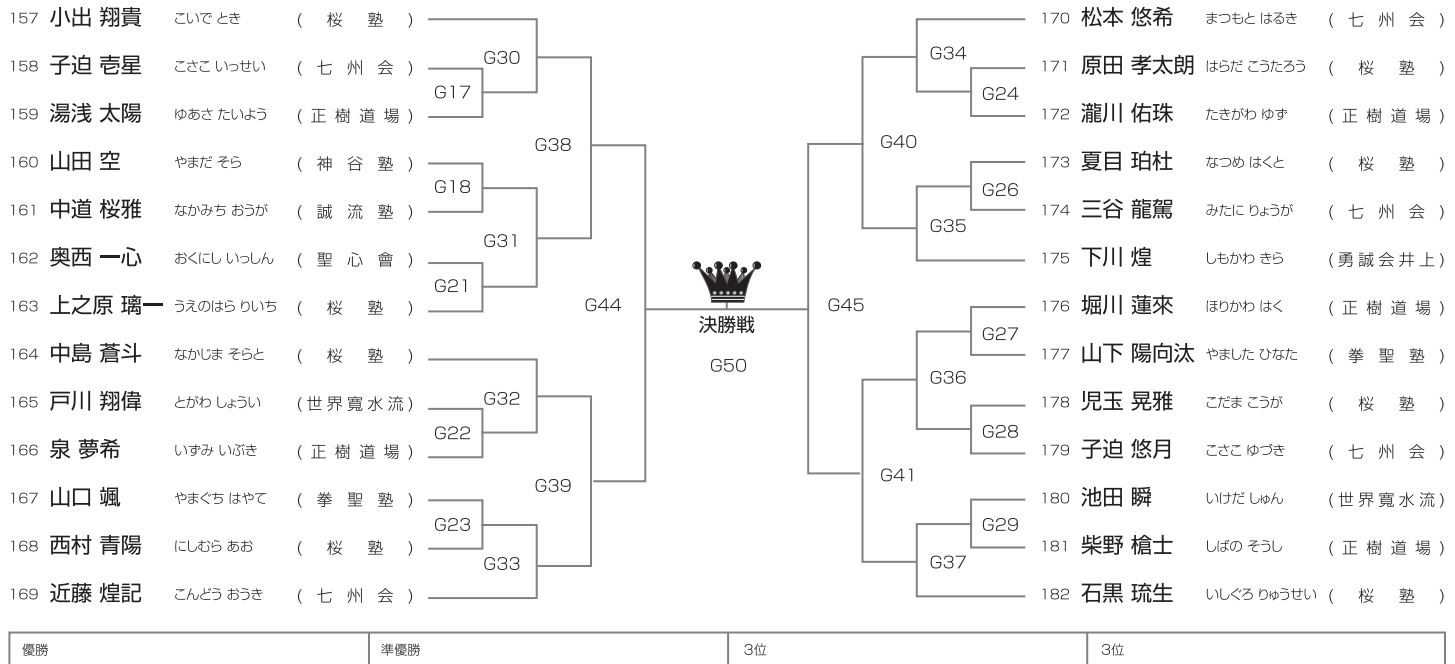 157 小出 翔貴 こいで とき (桜塾)
158 子迫 壱星 こさこ いっせい (七州会)
159 湯浅 太陽 ゆあさ たいよう (正樹道場)
160 山田 空 やまだ そら (神谷塾)
161 中道 桜雅 なかみち おうが (誠流塾)
162 奥西 一心 おくにし いっしん (聖心會)
163 上之原 璃一 うえのはら りいち (桜塾)
164 中島 蒼斗 なかじま そらと (桜塾)
165 戸川 翔偉 とがわ しょうい (世界寬水流)
166 泉 夢希 いずみ いぶき (正樹道場)
167 山口 颯 やまぐち はやて (拳聖塾)
168 西村 青陽 にしむら あお (桜塾)
169 近藤 煌記 こんどう おうき (七州会)
G30
G17
G38
G18
G31
G21
G44
G32
G22
G39
G23
G33
決勝戦
G50
G34
G24
G40
G26
G35
G45
G27
G36
G28
G41
G29
G37
170 松本 悠希 まつもと はるき (七州会)
171 原田 孝太朗 はらだ こうたろう (桜塾)
172 瀧川 佑珠 たきがわ ゆず (正樹道場)
173 夏目 珀杜 なつめ はくと (桜塾)
174 三谷 龍駕 みたに りょうが (七州会)
175 下川 煌 しもかわ きら (勇誠会井上)
176 堀川 蓮來 ほりかわ はく (正樹道場)
177 山下 陽向汰 やました ひなた (拳聖塾)
178 児玉 晃雅 こだま こうが (桜塾)
179 子迫 悠月 こさこ ゆづき (七州会)
180 池田 瞬 いけだ しゅん (世界寬水流)
181 柴野 槍士 しばの そうし (正樹道場)
182 石黒 琉生 いしぐろ りゅうせい (桜塾)
優勝
準優勝
3位
3位